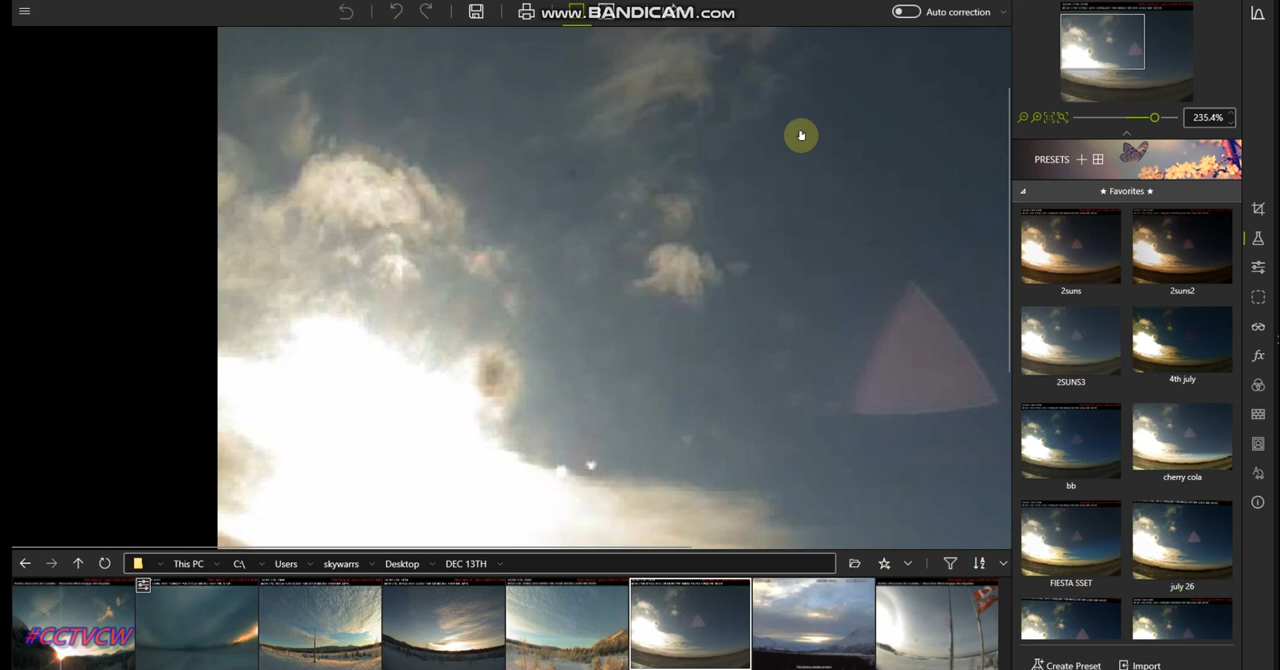 www.BANDICAM.com
Auto correction
235.4%
PRESETS
★ Favorites ★
2suns
2suns2
2SUNS3
4th july
bb
cherry cola
FIESTA SSET
july 26
This PC
C:\
Users
skywarrs
Desktop
DEC 13TH
#CCTVCW
Create Preset
Import